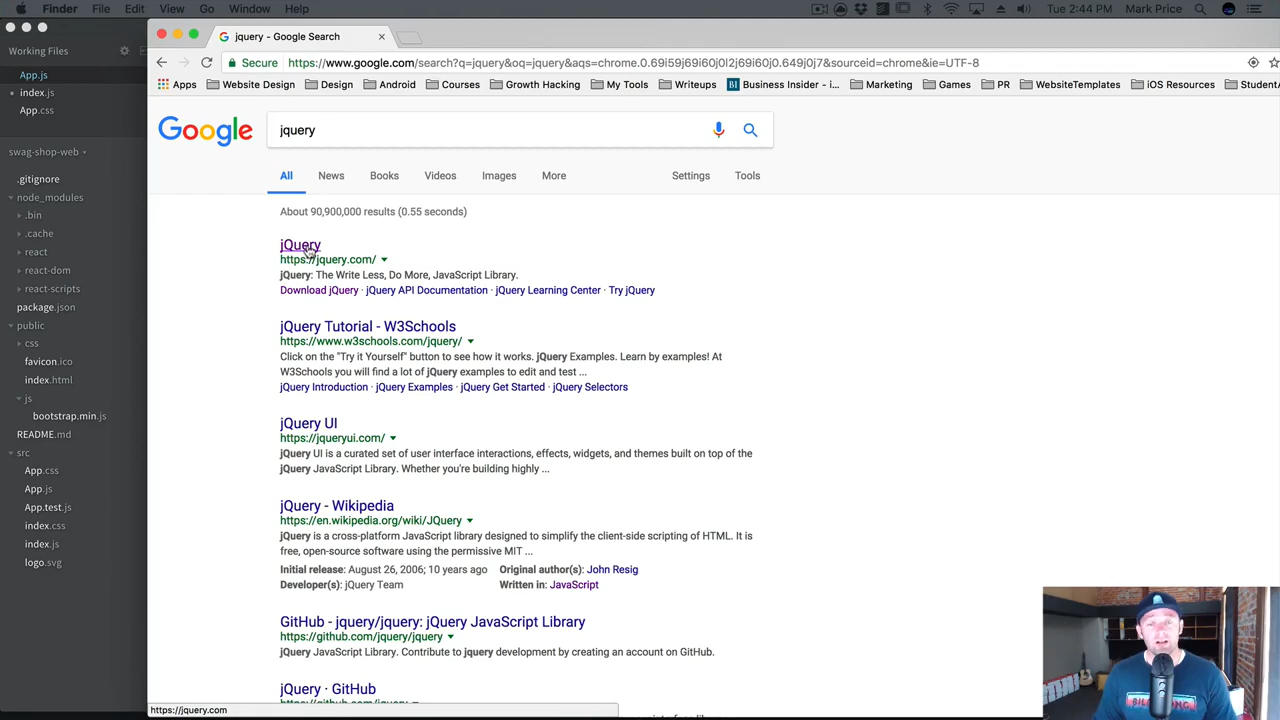 Finder File Edit View Go Window Help
Tue 2:44 PM Mark Price
Working Files
App.js
index.js
App.css
swag-shop-web
.gitignore
node_modules
.bin
.cache
react
react-dom
react-scripts
package.json
public
css
favicon.ico
index.html
js
bootstrap.min.js
README.md
src
App.css
App.js
App.test.js
index.css
index.js
logo.svg
jquery - Google Search
Secure https://www.google.com/search?q=jquery&oq=jquery&aqs=chrome.0.69i59j69i60j0l2j69i60j0.649j0j7&sourceid=chrome&ie=UTF-8
Apps Website Design Design Android Courses Growth Hacking My Tools Writeups BI Business Insider - i... Marketing Games PR WebsiteTemplates iOS Resources StudentA
Google
jquery
All News Books Videos Images More Settings Tools
About 90,900,000 results (0.55 seconds)
jQuery
https://jquery.com/
jQuery: The Write Less, Do More, JavaScript Library.
Download jQuery · jQuery API Documentation · jQuery Learning Center · Try jQuery
jQuery Tutorial - W3Schools
https://www.w3schools.com/jquery/
Click on the "Try it Yourself" button to see how it works. jQuery Examples. Learn by examples! At
W3Schools you will find a lot of jQuery examples to edit and test ...
jQuery Introduction · jQuery Examples · jQuery Get Started · jQuery Selectors
jQuery UI
https://jqueryui.com/
jQuery UI is a curated set of user interface interactions, effects, widgets, and themes built on top of the
jQuery JavaScript Library. Whether you're building highly ...
jQuery - Wikipedia
https://en.wikipedia.org/wiki/JQuery
jQuery is a cross-platform JavaScript library designed to simplify the client-side scripting of HTML. It is
free, open-source software using the permissive MIT ...
Initial release: August 26, 2006; 10 years ago Original author(s): John Resig
Developer(s): jQuery Team Written in: JavaScript
GitHub - jquery/jquery: jQuery JavaScript Library
https://github.com/jquery/jquery
jQuery JavaScript Library. Contribute to jquery development by creating an account on GitHub.
jQuery · GitHub
https://github.com/jquery
https://jquery.com